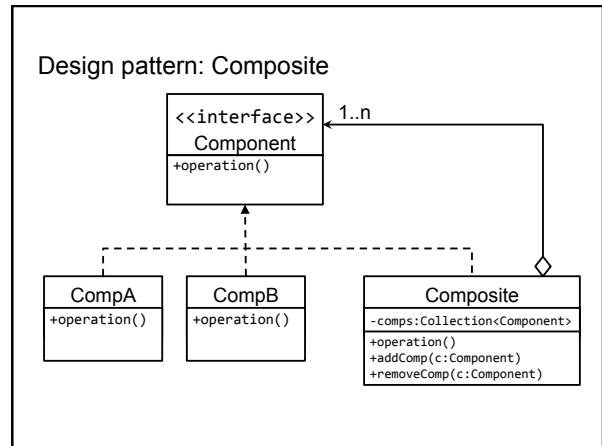 Design pattern: Composite
<<interface>>
Component
+operation()
1..n
CompA
+operation()
CompB
+operation()
Composite
-comps:Collection<Component>
+operation()
+addComp(c:Component)
+removeComp(c:Component)